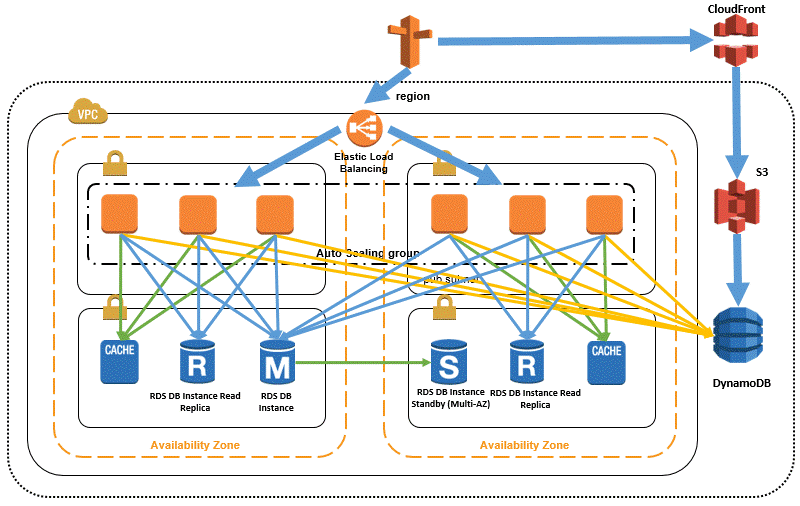 CloudFront
region
VPC
Elastic Load
Balancing
S3
Auto Scaling group
pub subnet
CACHE
R
M
S
R
CACHE
RDS DB Instance Read
Replica
RDS DB
Instance
RDS DB Instance
Standby (Multi-AZ)
RDS DB Instance Read
Replica
DynamoDB
Availability Zone
Availability Zone